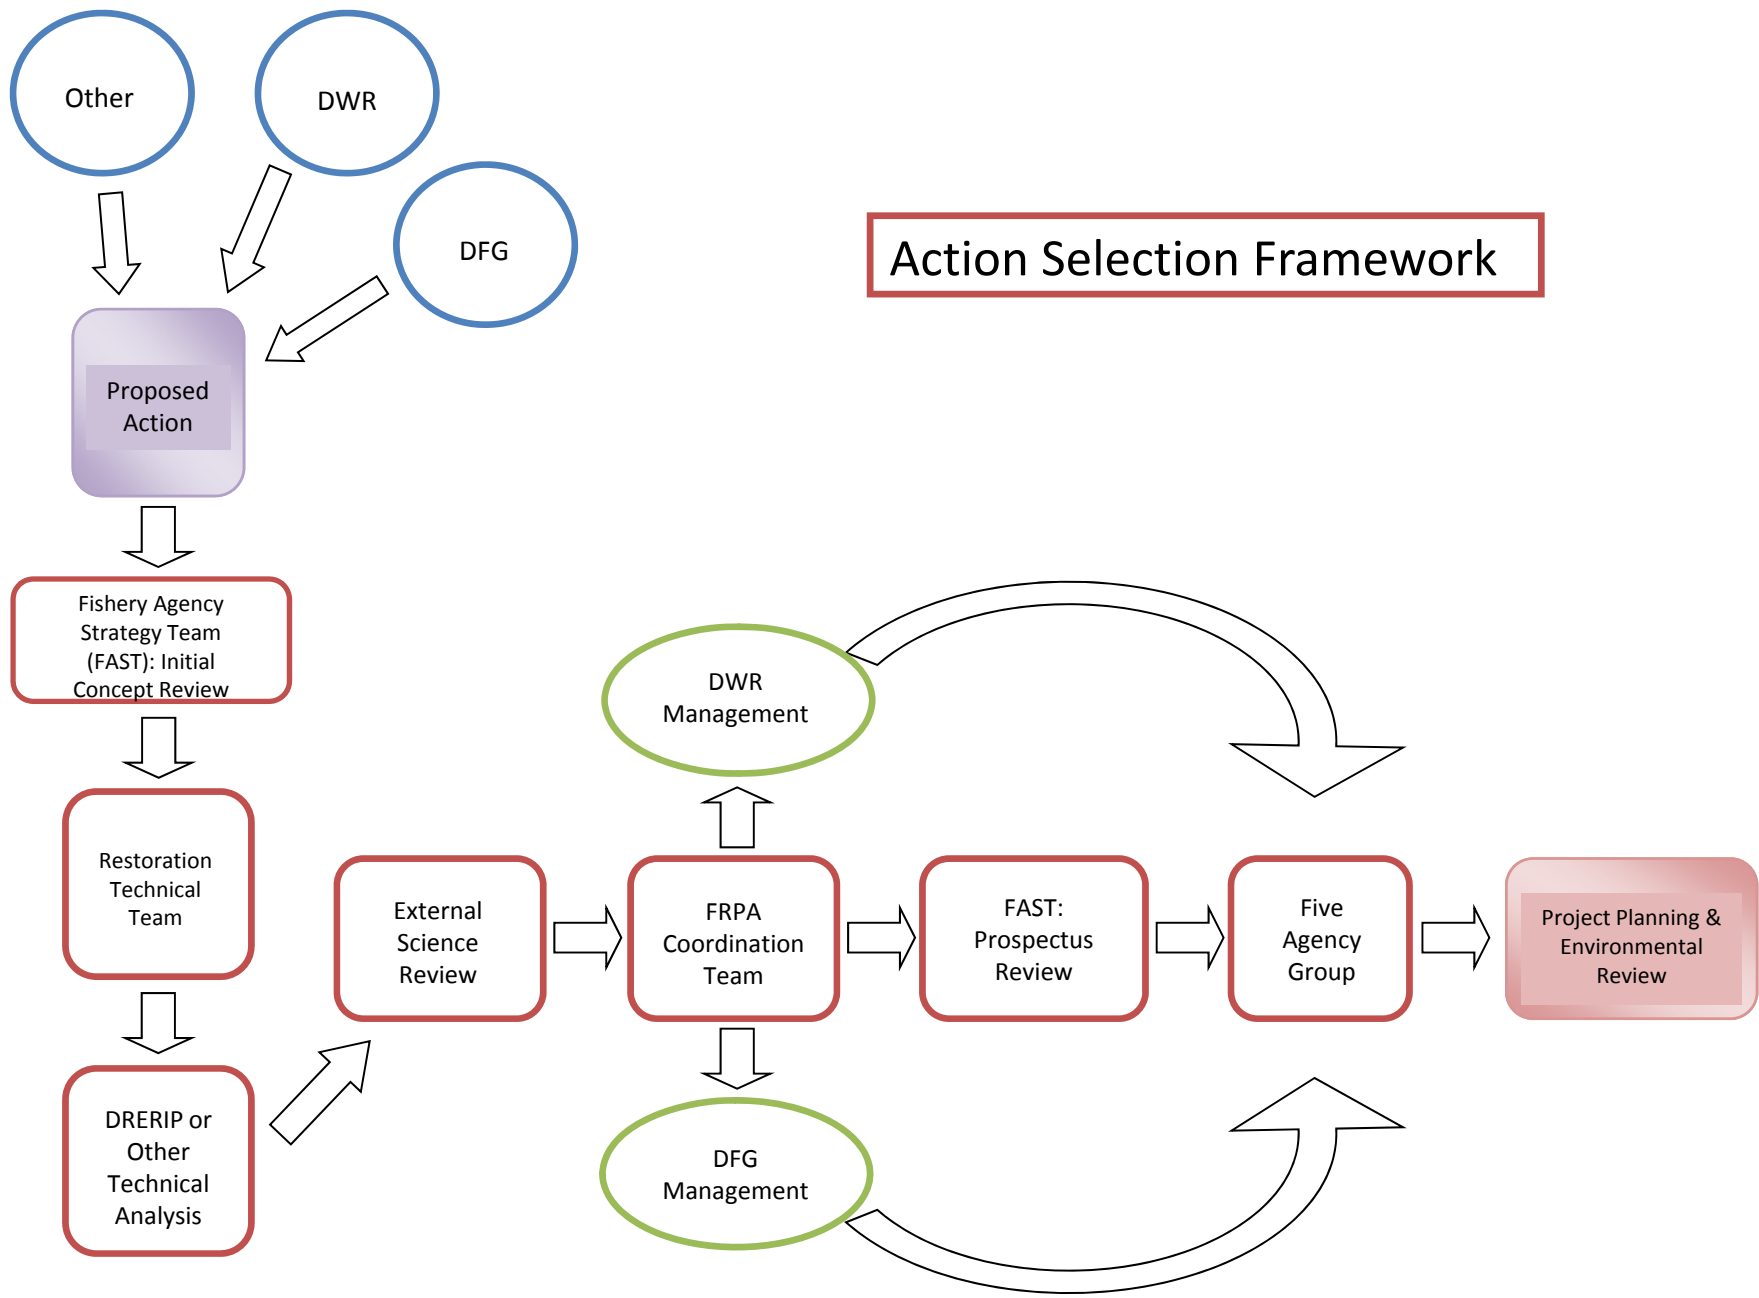 Other
DWR
DFG
Action Selection Framework
Proposed
Action
Fishery Agency
Strategy Team
(FAST): Initial
Concept Review
DWR
Management
Restoration
Technical
Team
External
Science
Review
FRPA
Coordination
Team
FAST:
Prospectus
Review
Five
Agency
Group
Project Planning &
Environmental
Review
DRERIP or
Other
Technical
Analysis
DFG
Management